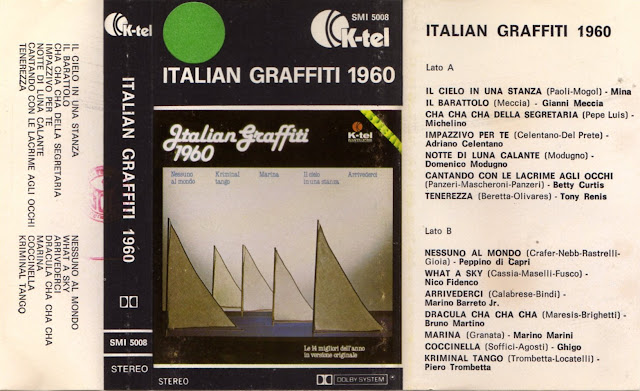 IL CIELO IN UNA STANZA
IL BARATTOLO
CHA CHA CHA DELLA SEGRETARIA
IMPAZZIVO PER TE
NOTTE DI LUNA CALANTE
CANTANDO CON LE LACRIME AGLI OCCHI
TENEREZZA
NESSUNO AL MONDO
WHAT A SKY
ARRIVEDERCI
DRACULA CHA CHA CHA
MARINA
COCCINELLA
KRIMINAL TANGO
K-tel
ITALIAN GRAFFITI 1960
SMI 5008
STEREO
SMI 5008
K-tel
ITALIAN GRAFFITI 1960
Italian Graffiti
1960
K-tel
Nessuno
al mondo
Kriminal
tango
Marina
Il cielo
in una stanza
Arrivederci
Le 14 migliori dell'anno
in versione originale
STEREO
DOLBY SYSTEM
ITALIAN GRAFFITI 1960
Lato A
IL CIELO IN UNA STANZA (Paoli-Mogol) - Mina
IL BARATTOLO (Meccia) - Gianni Meccia
CHA CHA CHA DELLA SEGRETARIA (Pepe Luis) -
Michelino
IMPAZZIVO PER TE (Celentano-Del Prete) -
Adriano Celentano
NOTTE DI LUNA CALANTE (Modugno) -
Domenico Modugno
CANTANDO CON LE LACRIME AGLI OCCHI
(Panzeri-Mascheroni-Panzeri) - Betty Curtis
TENEREZZA (Beretta-Olivares) - Tony Renis
Lato B
NESSUNO AL MONDO (Crafer-Nebb-Rastrelli-
Gioia) - Peppino di Capri
WHAT A SKY (Cassia-Maselli-Fusco) -
Nico Fidenco
ARRIVEDERCI (Calabrese-Bindi) -
Marino Barreto Jr.
DRACULA CHA CHA CHA (Maresis-Brighetti) -
Bruno Martino
MARINA (Granata) - Marino Marini
COCCINELLA (Soffici-Agosti) - Ghigo
KRIMINAL TANGO (Trombetta-Locatelli) -
Piero Trombetta